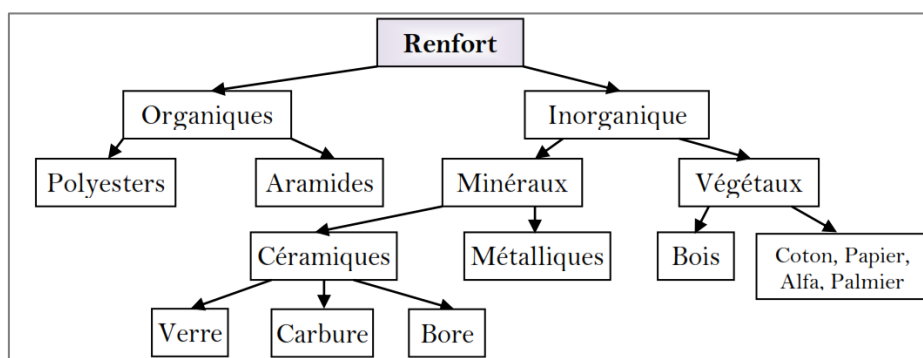 Renfort
Organiques
Inorganique
Polyesters
Aramides
Minéraux
Végétaux
Céramiques
Métalliques
Bois
Coton, Papier,
Alfa, Palmier
Verre
Carbure
Bore